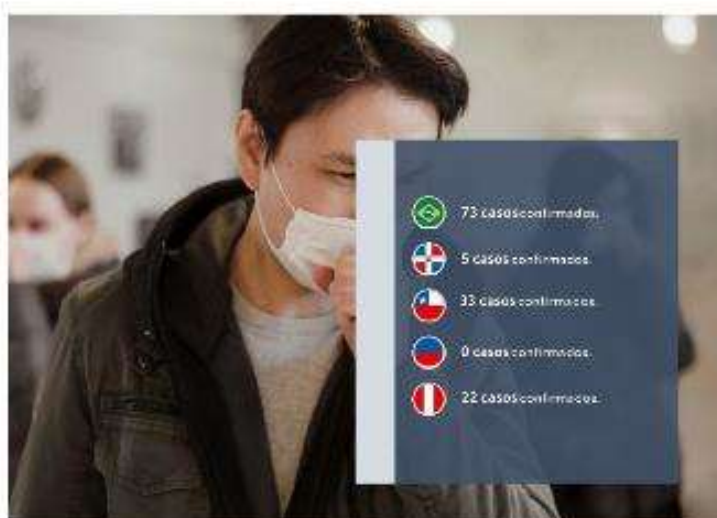 73 casos confirmados.
5 casos confirmados.
33 casos confirmados.
0 casos confirmados.
22 casos confirmados.